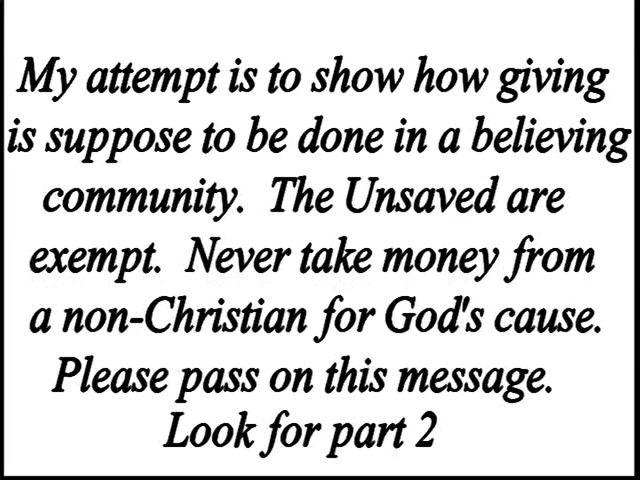 My attempt is to show how giving
is suppose to be done in a believing
community. The Unsaved are
exempt. Never take money from
a non-Christian for God's cause.
Please pass on this message.
Look for part 2